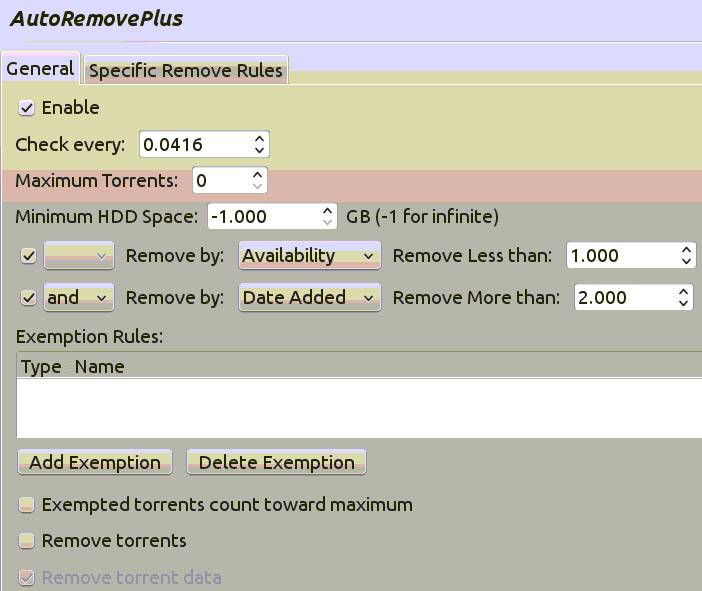 AutoRemovePlus
General Specific Remove Rules
Enable
Check every: 0.0416
Maximum Torrents: 0
Minimum HDD Space: -1.000 GB (-1 for infinite)
Remove by: Availability Remove Less than: 1.000
and Remove by: Date Added Remove More than: 2.000
Exemption Rules:
Type Name
Add Exemption Delete Exemption
Exempted torrents count toward maximum
Remove torrents
Remove torrent data